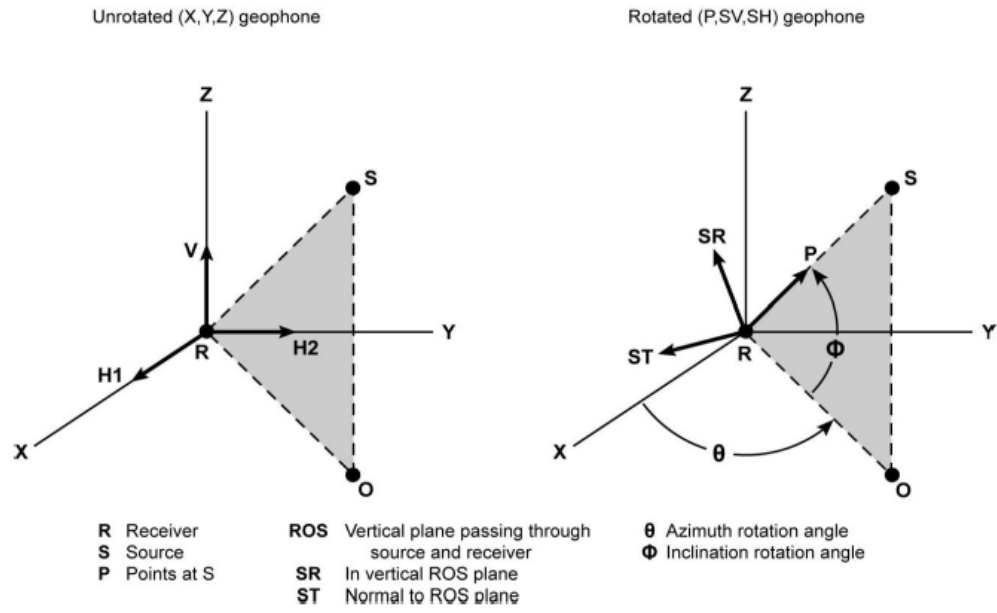 Unrotated (X,Y,Z) geophone
Rotated (P,SV,SH) geophone
Z
S
V
R
Y
H2
H1
X
O
Z
S
SR
P
R
Y
ST
Φ
X
θ
O
R Receiver
S Source
P Points at S
ROS Vertical plane passing through
source and receiver
SR In vertical ROS plane
ST Normal to ROS plane
θ Azimuth rotation angle
Φ Inclination rotation angle